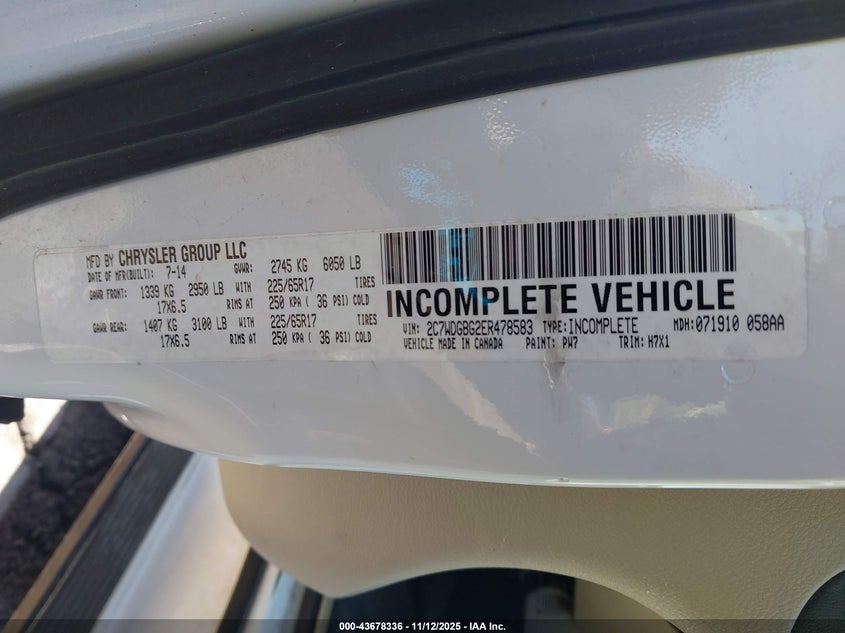 MFD BY CHRYSLER GROUP LLC
DATE OF MFR(BUILT): 7-14 GVWR: 2745 KG 6050 LB
GAWR FRONT: 1339 KG 2950 LB 225/65R17 TIRES
17X6.5 RIMS AT 250 KPA ( 36 PSI) COLD
GAWR REAR: 1407 KG 3100 LB 225/65R17 TIRES
17X6.5 RIMS AT 250 KPA ( 36 PSI) COLD
INCOMPLETE VEHICLE
VIN: 2C7WDGBG2ER478583 TYPE: INCOMPLETE MDH: 071910 058AA
VEHICLE MADE IN CANADA PAINT: PW7 TRIM: H7X1
000-43678336 - 11/12/2025 - IAA Inc.